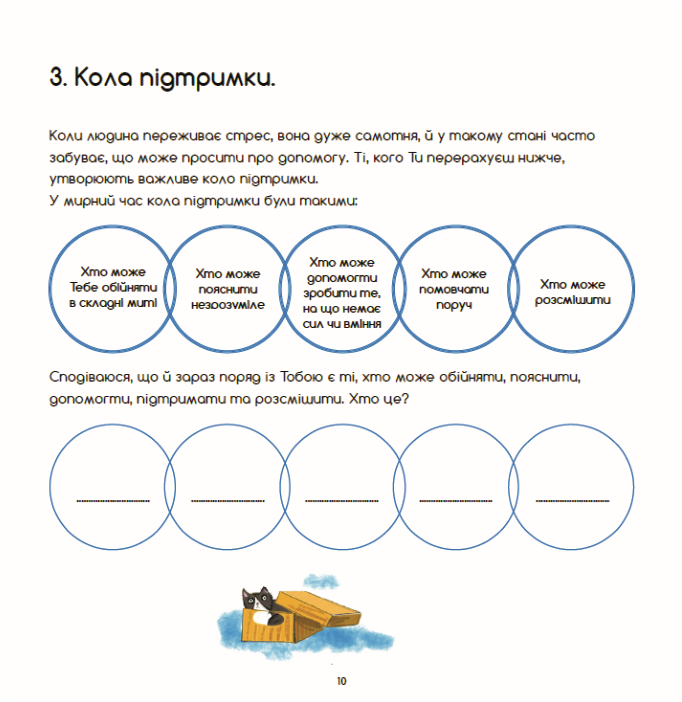 3. Кола підтримки.
Коли людина переживає стрес, вона дуже самотня, й у такому стані часто
забуває, що може просити про допомогу. Ті, кого Ти перерахуєш нижче,
утворюють важливе коло підтримки.
У мирний час кола підтримки були такими:
Хто може
Тебе обійняти
в складні миті
Хто може
пояснити
незрозуміле
Хто може
допомогти
зробити те,
на що немає
сил чи вміння
Хто може
помовчати
поруч
Хто може
розсмішити
Сподіваюся, що й зараз поряд із Тобою є ті, хто може обійняти, пояснити,
допомогти, підтримати та розсмішити. Хто це?
10